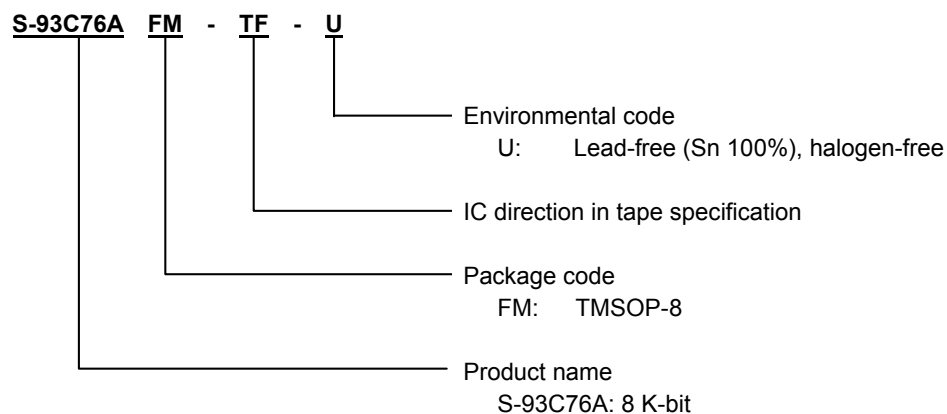 S-93C76A FM - TF - U
Environmental code
U: Lead-free (Sn 100%), halogen-free
IC direction in tape specification
Package code
FM: TMSOP-8
Product name
S-93C76A: 8 K-bit